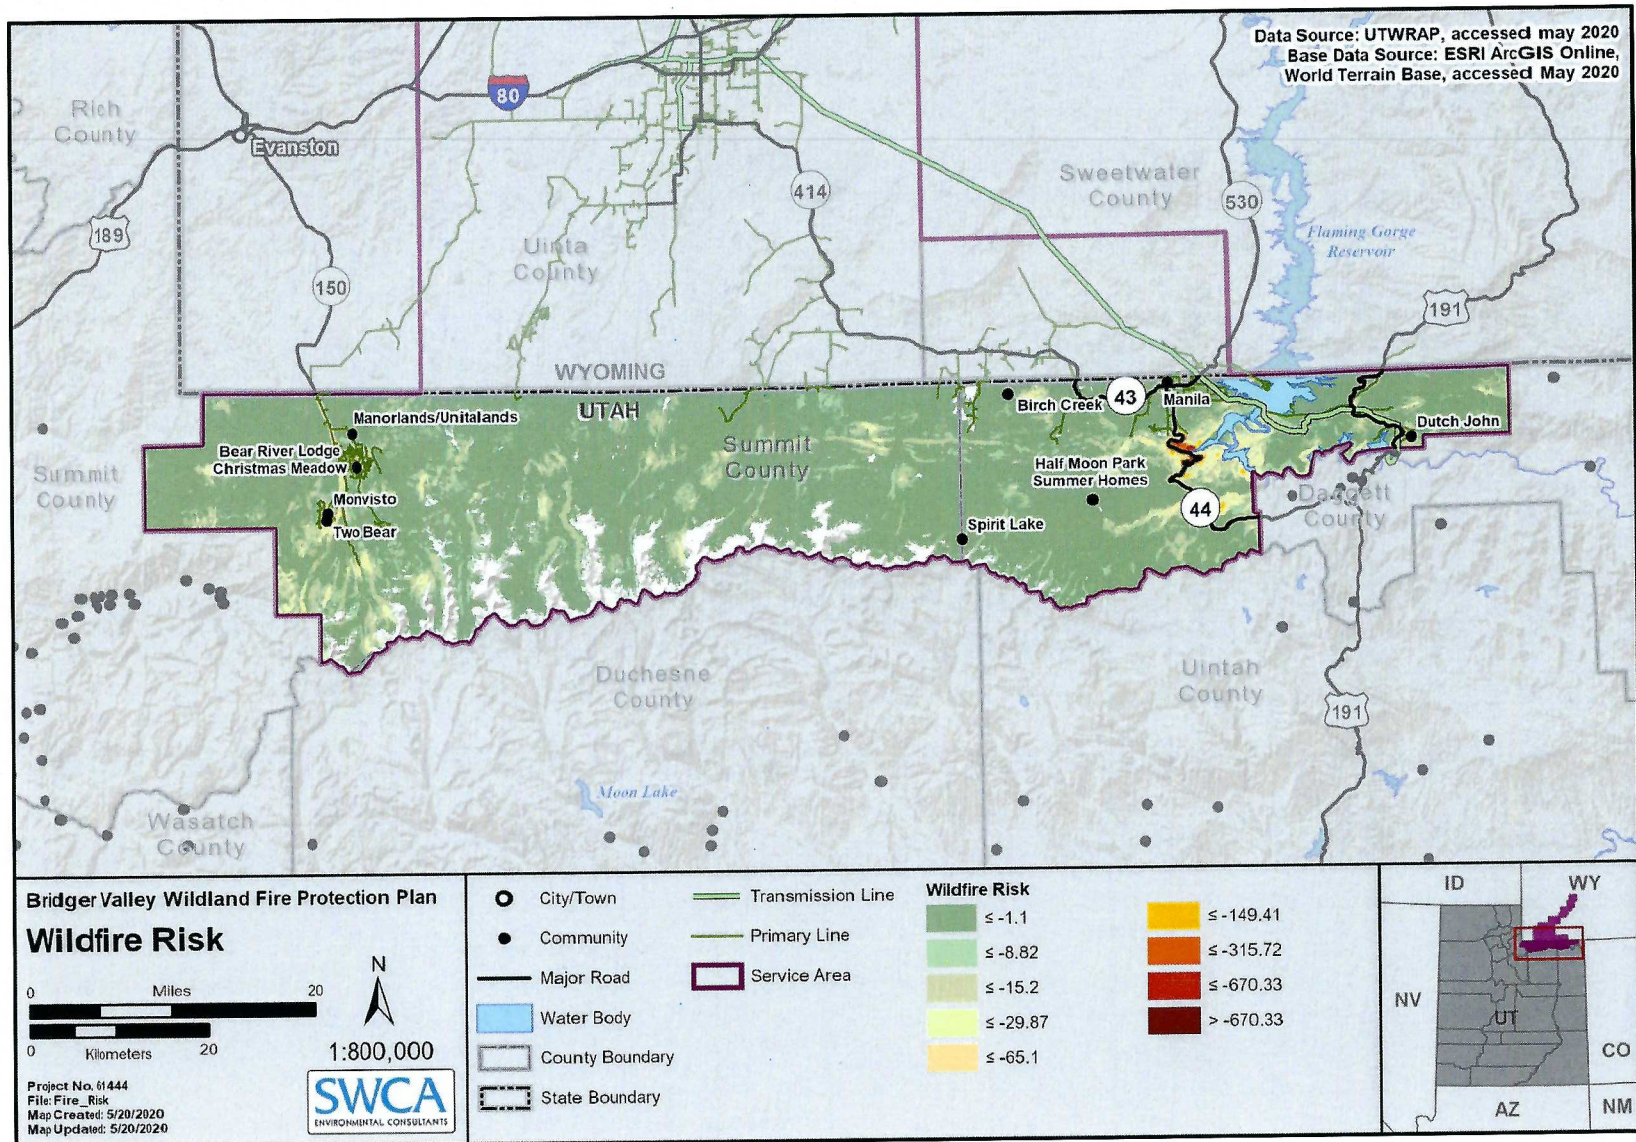 Data Source: UTWRAP, accessed may 2020
Base Data Source: ESRI ArcGIS Online,
World Terrain Base, accessed May 2020
Rich
County
80
Evanston
189
150
414
Uinta
County
Sweetwater
County
530
Flaming Gorge
Reservoir
191
WYOMING
UTAH
Manorlands/Unitalands
Bear River Lodge
Christmas Meadow
Monvisto
Two Bear
Summit
County
Summit
County
Birch Creek
43
Manila
Dutch John
Half Moon Park
Summer Homes
44
Spirit Lake
Daggett
County
Duchesne
County
Uintah
County
191
Moon Lake
Wasatch
County
Bridger Valley Wildland Fire Protection Plan
Wildfire Risk
0 Miles 20
0 Kilometers 20
N
1:800,000
Project No. 61444
File: Fire_Risk
Map Created: 5/20/2020
Map Updated: 5/20/2020
SWCA
ENVIRONMENTAL CONSULTANTS
City/Town
Community
Major Road
Water Body
County Boundary
State Boundary
Transmission Line
Primary Line
Service Area
Wildfire Risk
≤ -1.1
≤ -8.82
≤ -15.2
≤ -29.87
≤ -65.1
≤ -149.41
≤ -315.72
≤ -670.33
> -670.33
ID
WY
NV
UT
CO
AZ
NM